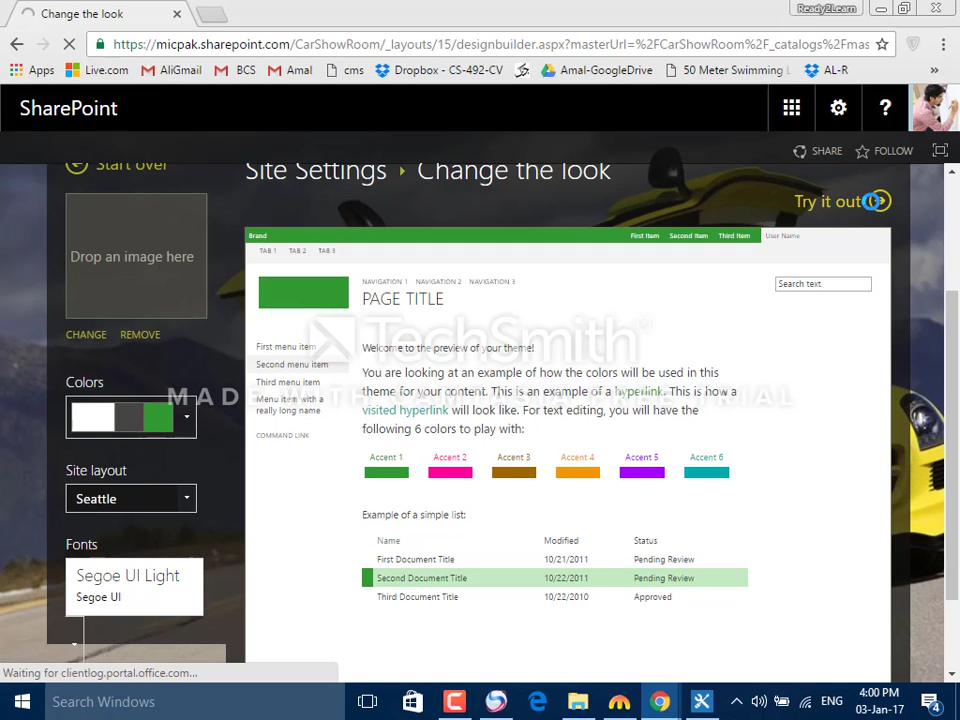 Change the look
Ready2Learn
https://micpak.sharepoint.com/CarShowRoom/_layouts/15/designbuilder.aspx?masterUrl=%2FCarShowRoom%2F_catalogs%2Fmas
Apps Live.com AliGmail BCS Amal cms Dropbox - CS-492-CV 50 Meter Swimming Amal-GoogleDrive AL-R »
SharePoint
SHARE FOLLOW
Start over
Site Settings Change the look
Try it out
Drop an image here
CHANGE REMOVE
Colors
Site layout
Seattle
Fonts
Segoe UI Light
Segoe UI
Brand First Item Second Item Third Item User Name
TAB 1 TAB 2 TAB 3
NAVIGATION 1 NAVIGATION 2 NAVIGATION 3
PAGE TITLE
Search text
First menu item
Second menu item
Third menu item
Menu item with a
really long name
COMMAND LINK
Welcome to the preview of your theme!
You are looking at an example of how the colors will be used in this
theme for your content. This is an example of a hyperlink. This is how a
visited hyperlink will look like. For text editing, you will have the
following 6 colors to play with:
Accent 1 Accent 2 Accent 3 Accent 4 Accent 5 Accent 6
Example of a simple list:
Name Modified Status
First Document Title 10/21/2011 Pending Review
Second Document Title 10/22/2011 Pending Review
Third Document Title 10/22/2010 Approved
TechSmith®
MADE WITH CAMTASIA FREE TRIAL
Waiting for clientlog.portal.office.com...
Search Windows
ENG
4:00 PM
03-Jan-17
4